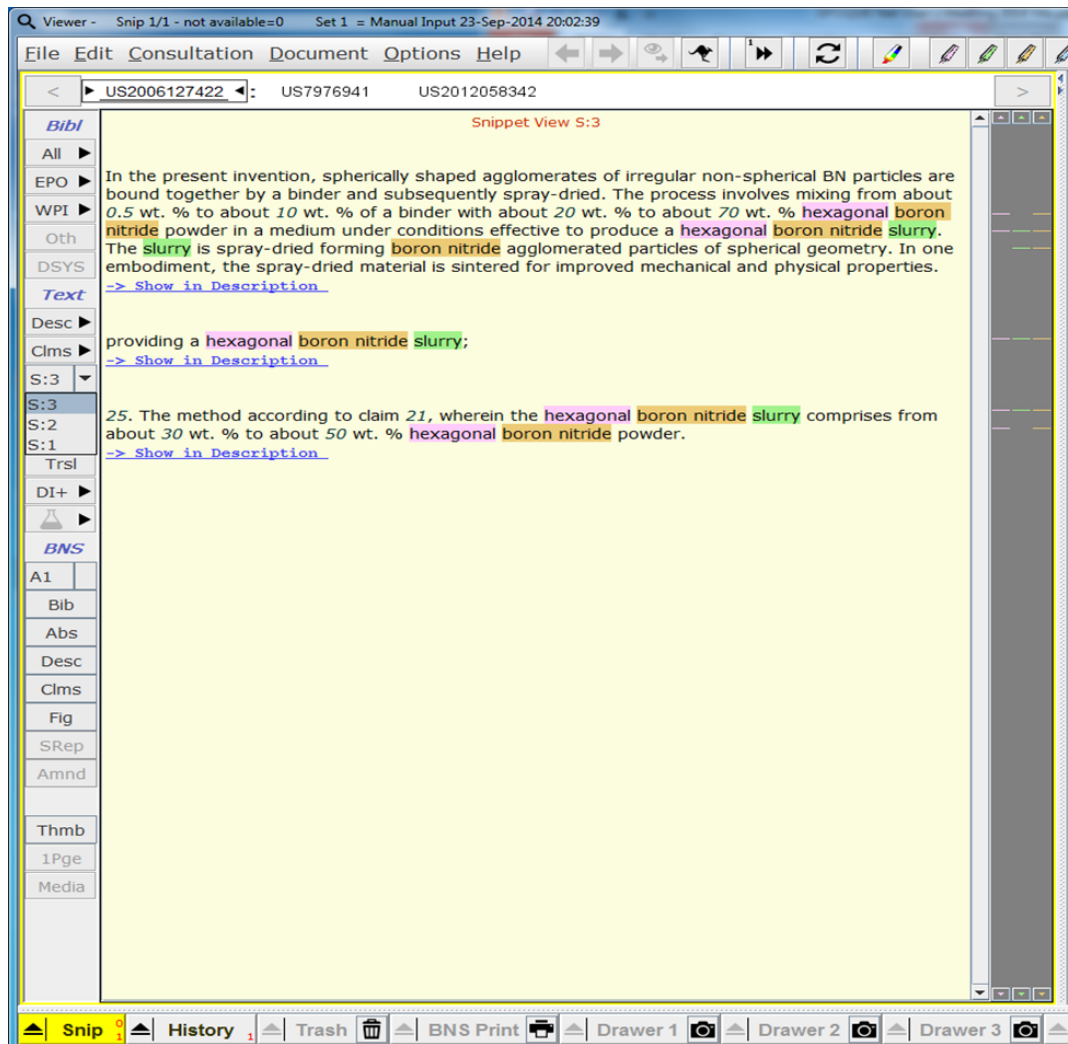 Viewer - Snip 1/1 - not available=0 Set 1 = Manual Input 23-Sep-2014 20:02:39
File Edit Consultation Document Options Help 1
< US2006127422 : US7976941 US2012058342 >
Bibl
All
EPO
WPI
Oth
DSYS
Text
Desc
Clms
S:3
S:3
S:2
S:1
Trsl
DI+
BNS
A1
Bib
Abs
Desc
Clms
Fig
SRep
Amnd
Thmb
1Pge
Media
Snippet View S:3
In the present invention, spherically shaped agglomerates of irregular non-spherical BN particles are
bound together by a binder and subsequently spray-dried. The process involves mixing from about
0.5 wt. % to about 10 wt. % of a binder with about 20 wt. % to about 70 wt. % hexagonal boron
nitride powder in a medium under conditions effective to produce a hexagonal boron nitride slurry.
The slurry is spray-dried forming boron nitride agglomerated particles of spherical geometry. In one
embodiment, the spray-dried material is sintered for improved mechanical and physical properties.
-> Show in Description
providing a hexagonal boron nitride slurry;
-> Show in Description
25. The method according to claim 21, wherein the hexagonal boron nitride slurry comprises from
about 30 wt. % to about 50 wt. % hexagonal boron nitride powder.
-> Show in Description
Snip 0 1 History 1 Trash BNS Print Drawer 1 Drawer 2 Drawer 3